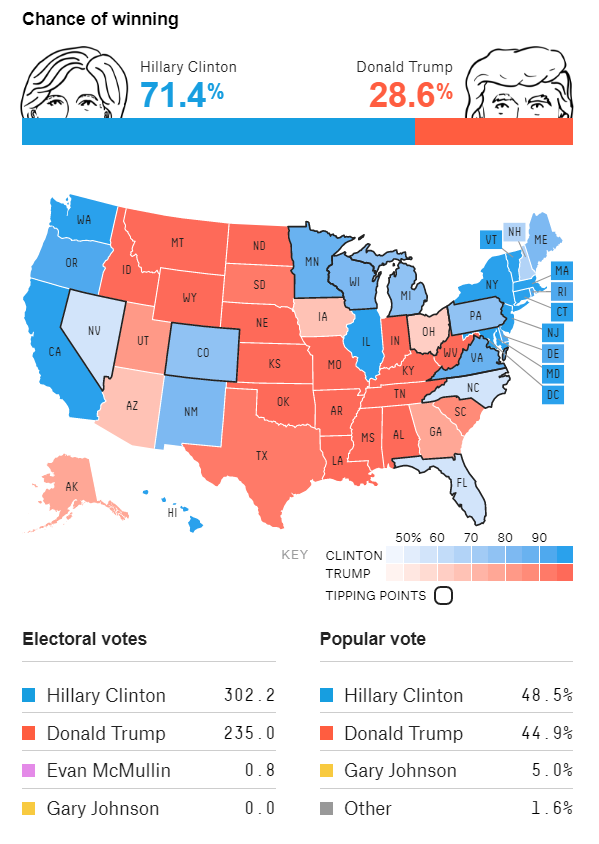 Chance of winning
Hillary Clinton
71.4%
Donald Trump
28.6%
WA
OR
CA
NV
ID
MT
WY
UT
AZ
CO
NM
ND
SD
NE
KS
OK
TX
MN
IA
MO
AR
LA
WI
IL
MS
MI
IN
KY
TN
AL
OH
WV
GA
FL
SC
NC
VA
PA
NY
VT
NH
ME
MA
RI
CT
NJ
DE
MD
DC
AK
HI
KEY
50% 60 70 80 90
CLINTON
TRUMP
TIPPING POINTS
Electoral votes
Hillary Clinton 302.2
Donald Trump 235.0
Evan McMullin 0.8
Gary Johnson 0.0
Popular vote
Hillary Clinton 48.5%
Donald Trump 44.9%
Gary Johnson 5.0%
Other 1.6%